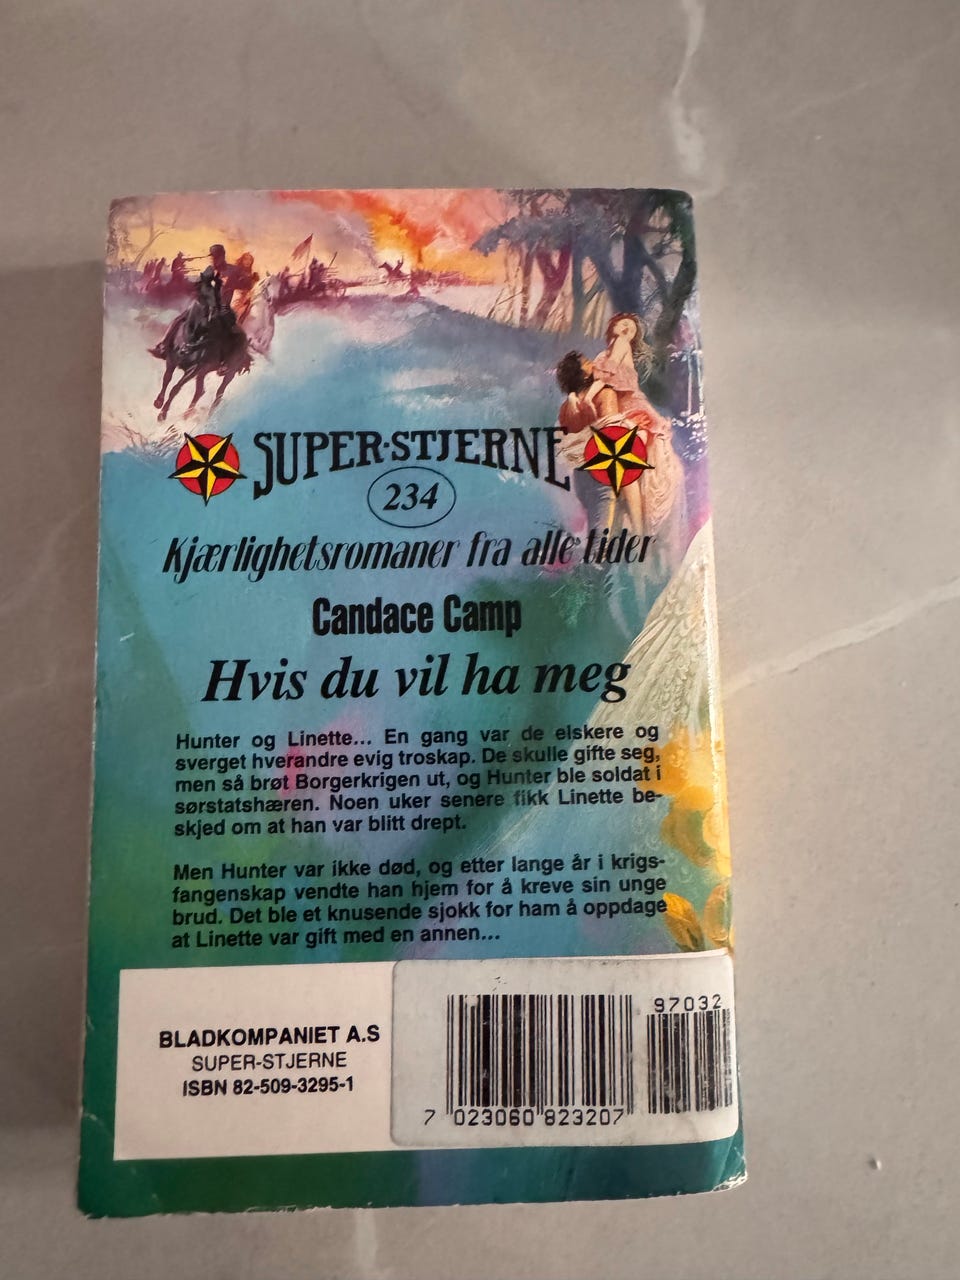 SUPER-STJERNE
234
Kjærlighetsromaner fra alle tider
Candace Camp
Hvis du vil ha meg
Hunter og Linette... En gang var de elskere og
sverget hverandre evig troskap. De skulle gifte seg,
men så brøt Borgerkrigen ut, og Hunter ble soldat i
sørstatshæren. Noen uker senere fikk Linette be-
skjed om at han var blitt drept.
Men Hunter var ikke død, og etter lange år i krigs-
fangenskap vendte han hjem for å kreve sin unge
brud. Det ble et knusende sjokk for ham å oppdage
at Linette var gift med en annen...
BLADKOMPANIET A.S
SUPER-STJERNE
ISBN 82-509-3295-1
97032
7 023060 823207